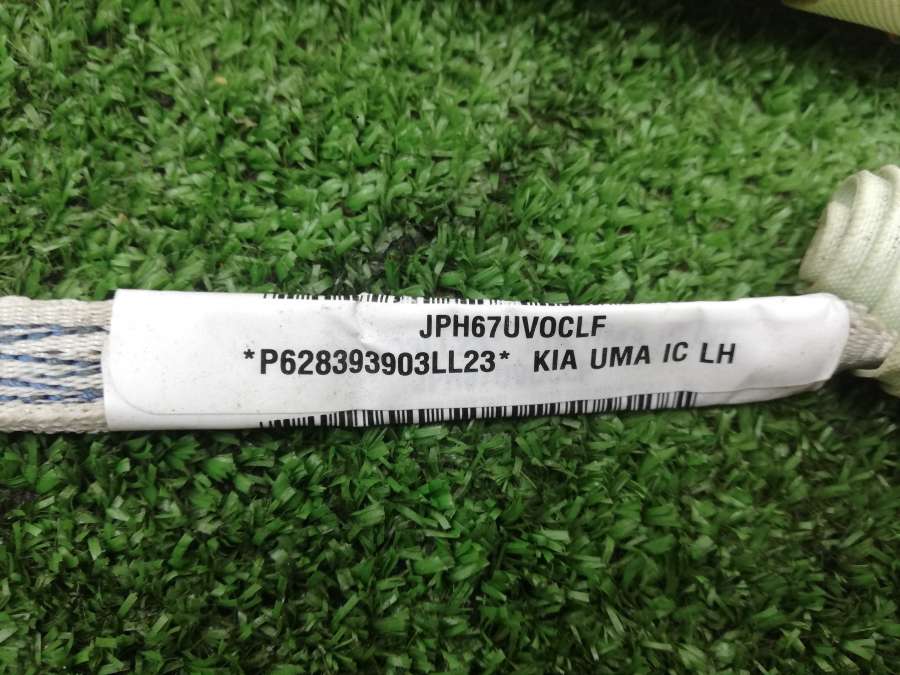 JPH67UVOCLF
*P628393903LL23* KIA UMA IC LH